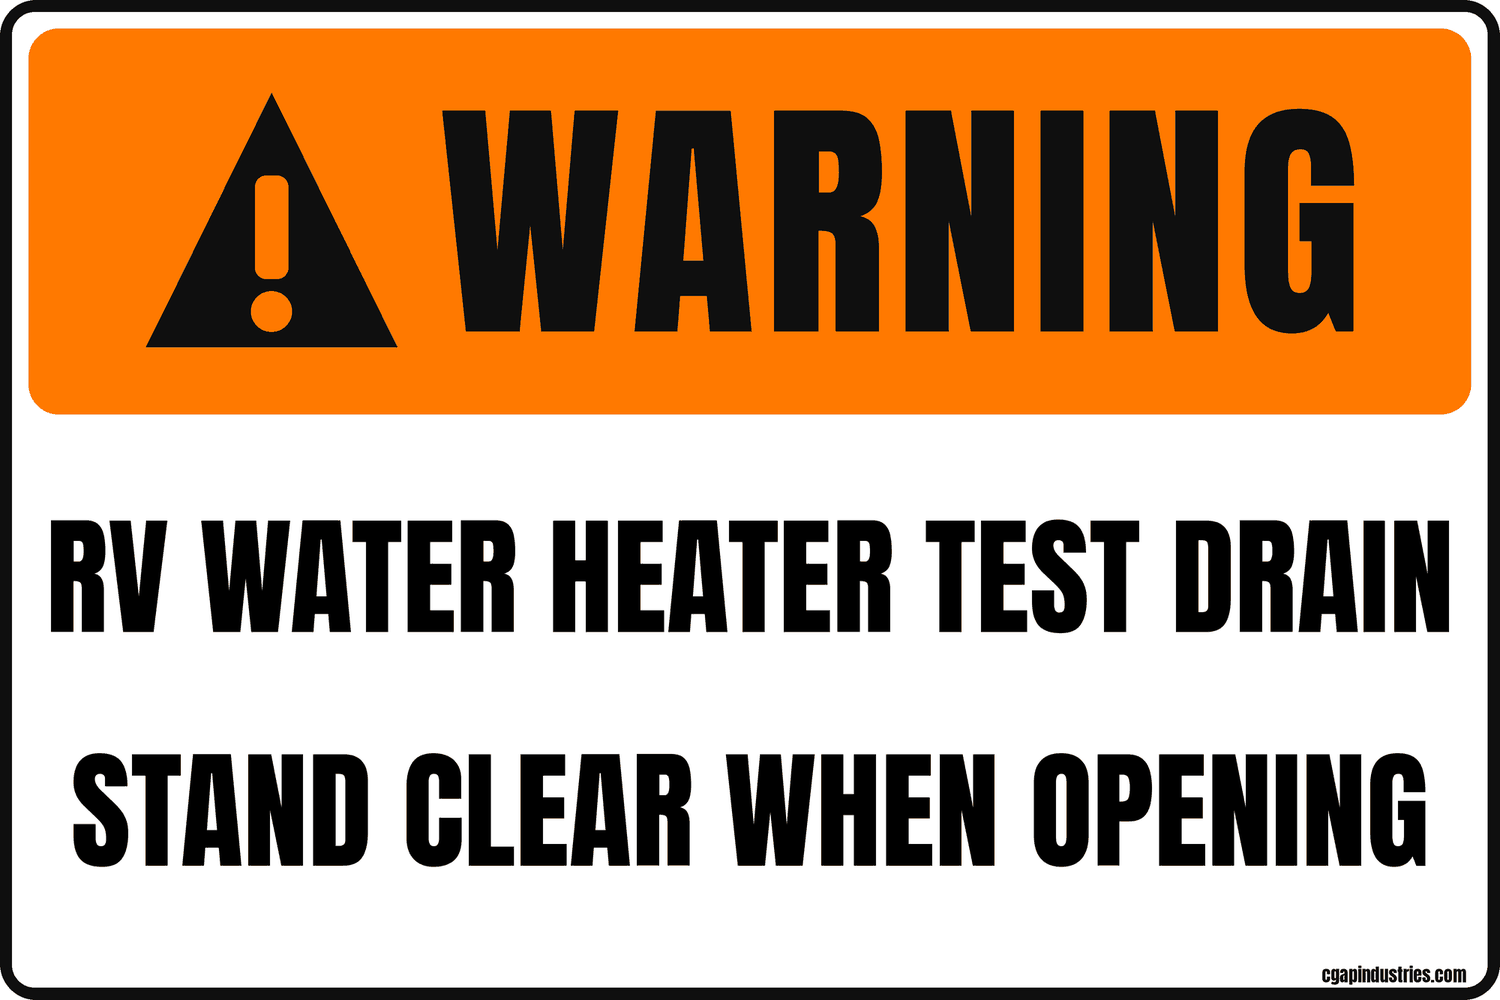 WARNING
RV WATER HEATER TEST DRAIN
STAND CLEAR WHEN OPENING
cgapindustries.com